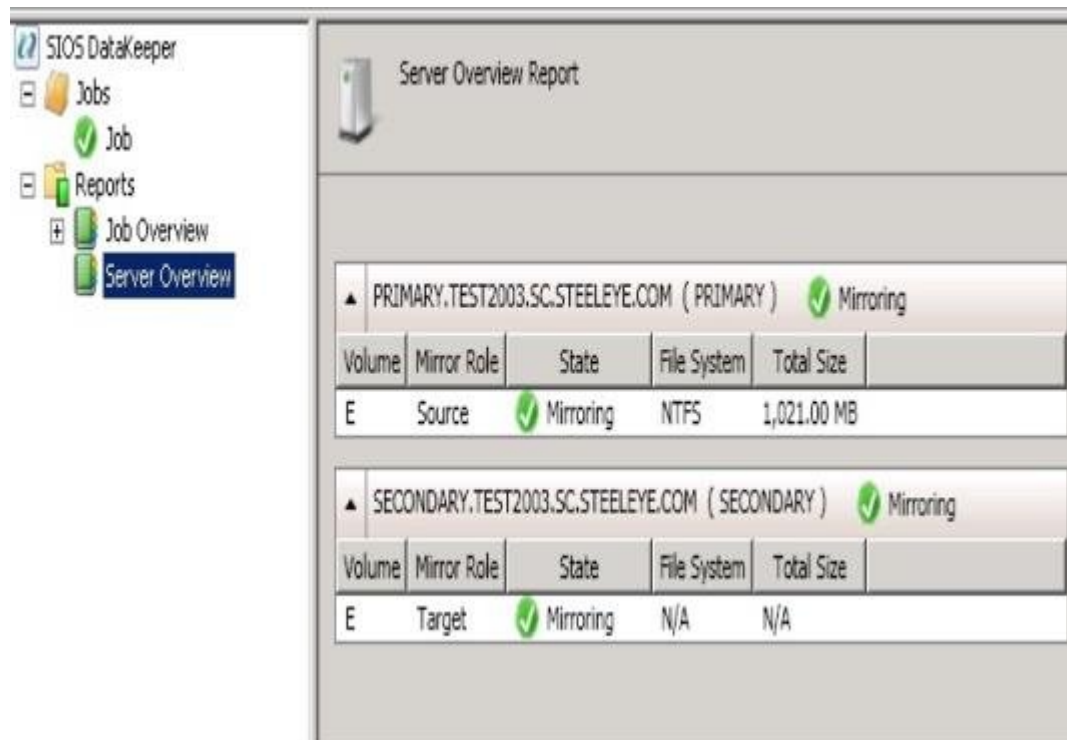 SIOS DataKeeper
Jobs
Job
Reports
Job Overview
Server Overview
Server Overview Report
PRIMARY.TEST2003.SC.STEELEYE.COM ( PRIMARY ) Mirroring
Volume Mirror Role State File System Total Size
E Source Mirroring NTFS 1,021.00 MB
SECONDARY.TEST2003.SC.STEELEYE.COM ( SECONDARY ) Mirroring
Volume Mirror Role State File System Total Size
E Target Mirroring N/A N/A